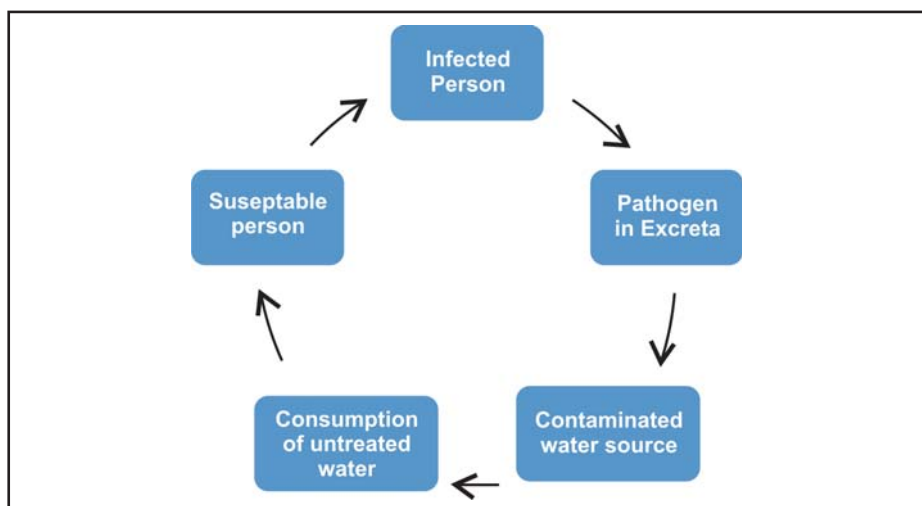 Infected
Person
Pathogen
in Excreta
Contaminated
water source
Consumption
of untreated
water
Suseptable
person